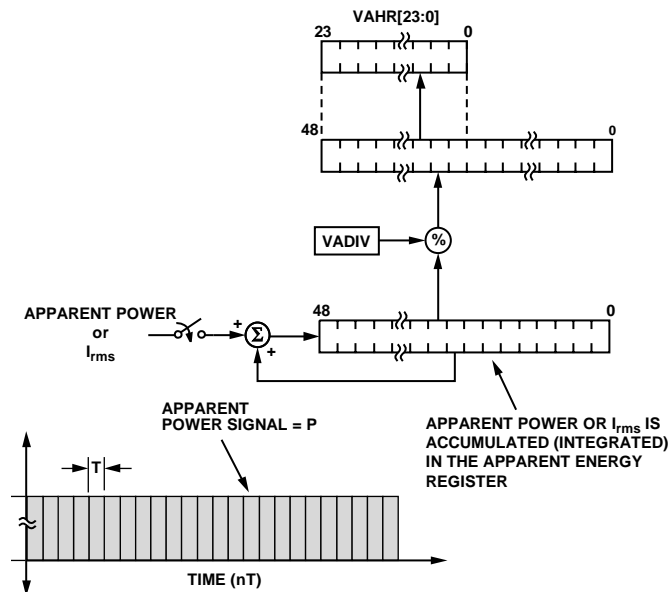 VAHR[23:0]
23 0
48 0
VADIV %
48 0
APPARENT POWER
or
Irms
+ Σ +
APPARENT
POWER SIGNAL = P
APPARENT POWER OR Irms IS
ACCUMULATED (INTEGRATED)
IN THE APPARENT ENERGY
REGISTER
T
TIME (nT)